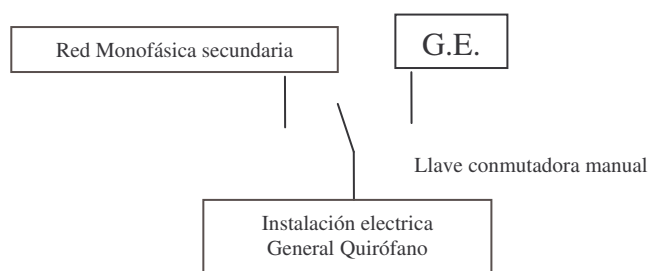 Red Monofásica secundaria
G.E.
Llave conmutadora manual
Instalación electrica
General Quirófano